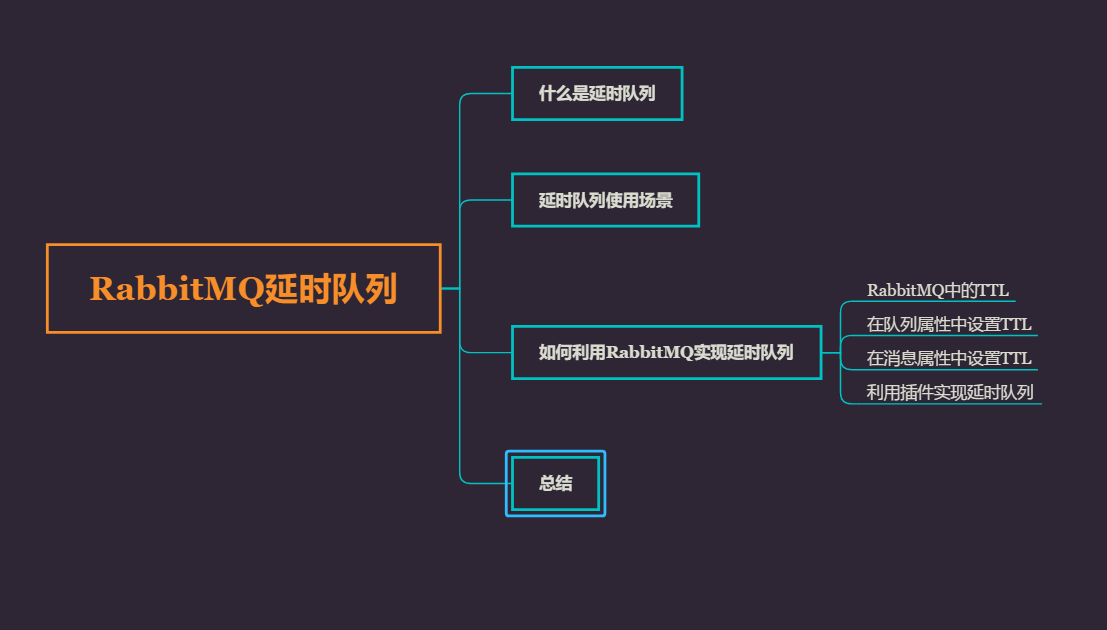 RabbitMQ延时队列
什么是延时队列
延时队列使用场景
如何利用RabbitMQ实现延时队列
RabbitMQ中的TTL
在队列属性中设置TTL
在消息属性中设置TTL
利用插件实现延时队列
总结